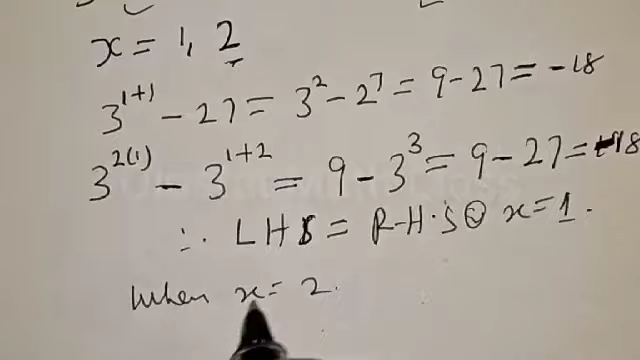 x = 1, 2
3^{1+1} - 27 = 3^2 - 27 = 9 - 27 = -18
3^{2(1)} - 3^{1+2} = 9 - 3^3 = 9 - 27 = -18
∴ LHS = R-H·S @ x = 1.
When x = 2.